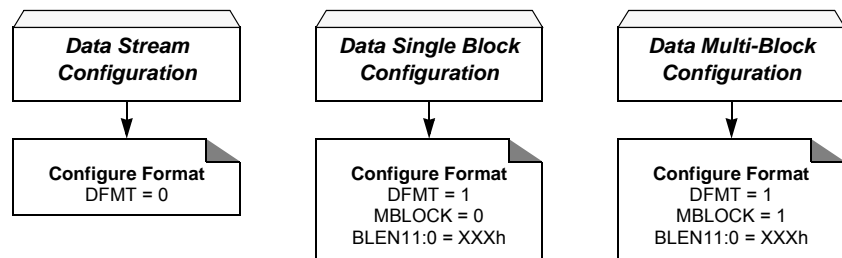 Data Stream
Configuration
Configure Format
DFMT = 0
Data Single Block
Configuration
Configure Format
DFMT = 1
MBLOCK = 0
BLEN11:0 = XXXh
Data Multi-Block
Configuration
Configure Format
DFMT = 1
MBLOCK = 1
BLEN11:0 = XXXh